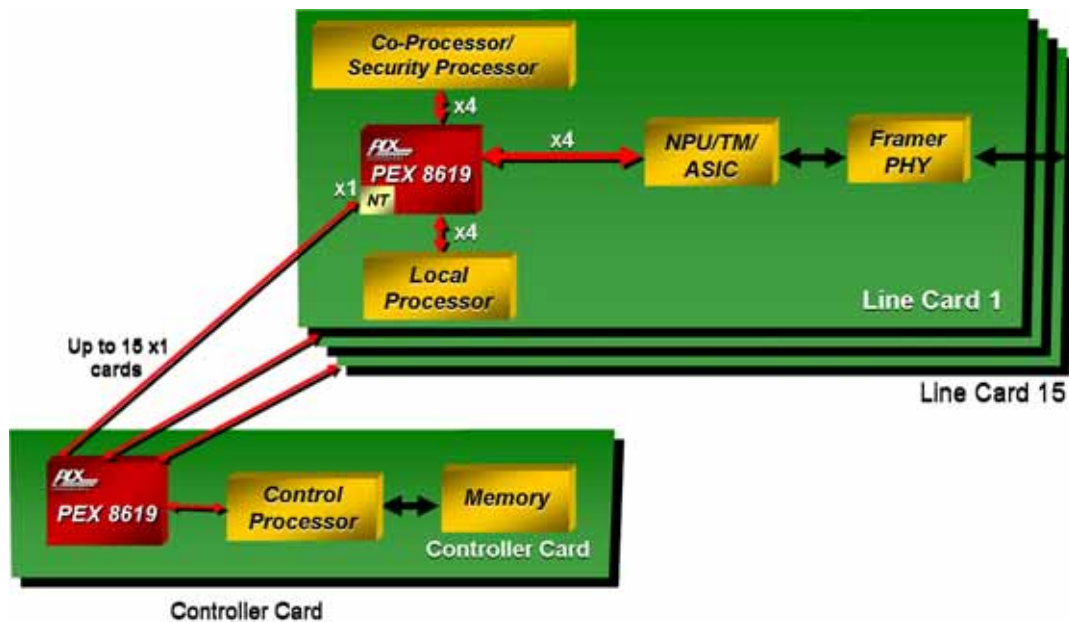 Co-Processor/
Security Processor
x4
PLX
PEX 8619
x1
NT
x4
NPU/TM/
ASIC
Framer
PHY
x4
Local
Processor
Line Card 1
Up to 15 x1
cards
Line Card 15
PLX
PEX 8619
Control
Processor
Memory
Controller Card
Controller Card